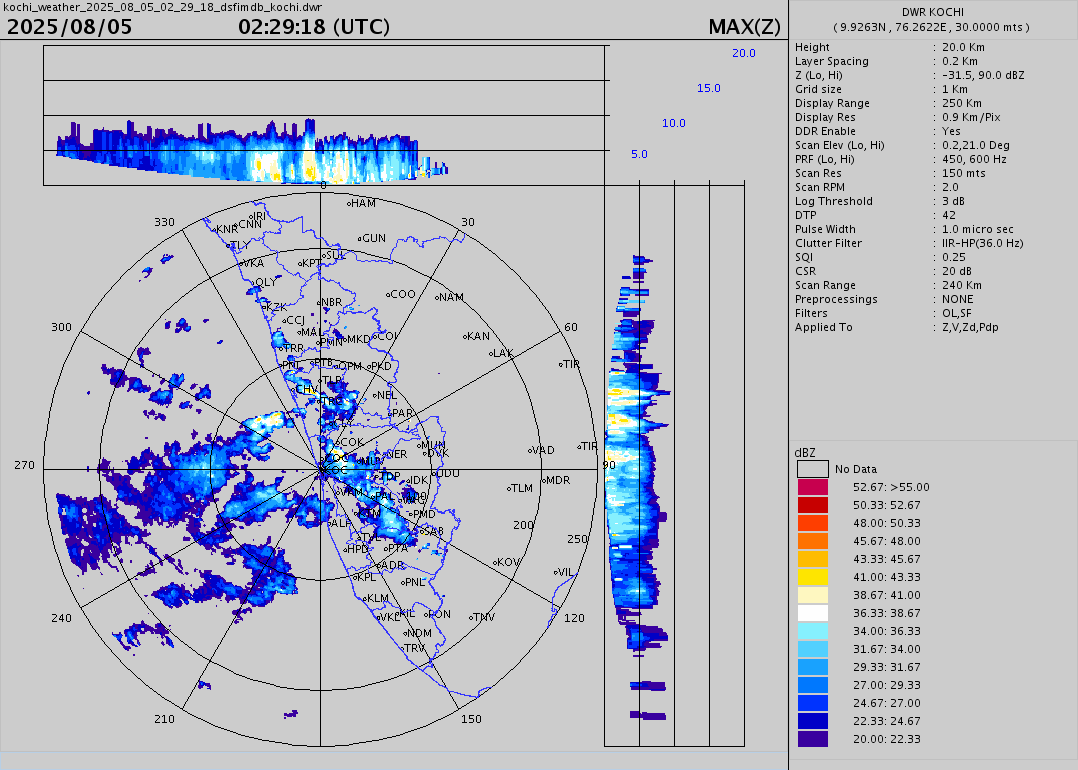 kochi_weather_2025_08_05_02_29_18_dsfimdb_kochi.dwr
2025/08/05 02:29:18 (UTC) MAX(Z)
20.0
15.0
10.0
5.0
0
330
30
300
60
270
90
240
120
210
150
200
250
HAM
IRI
CNN
KNR
TLY
GUN
SUL
VKA
KPT
QLY
COO
NAM
NBR
KZK
CCJ
MAL
PMN
MKD
COI
KAN
LAK
TRR
TIR
PNI
PTB
OPM
PKD
TLP
CHV
NEL
PAR
COK
MUN
DVK
NER
VAD
TIR
UDU
IDK
MDR
TLM
PMD
ALP
SAB
HPD
PTA
KOV
ADR
VIL
KPL
PNL
KLM
VKL
KIL
PON
TNV
NDM
TRV
DWR KOCHI
( 9.9263N , 76.2622E , 30.0000 mts )
Height : 20.0 Km
Layer Spacing : 0.2 Km
Z (Lo, Hi) : -31.5, 90.0 dBZ
Grid size : 1 Km
Display Range : 250 Km
Display Res : 0.9 Km/Pix
DDR Enable : Yes
Scan Elev (Lo, Hi) : 0.2,21.0 Deg
PRF (Lo, Hi) : 450, 600 Hz
Scan Res : 150 mts
Scan RPM : 2.0
Log Threshold : 3 dB
DTP : 42
Pulse Width : 1.0 micro sec
Clutter Filter : IIR-HP(36.0 Hz)
SQI : 0.25
CSR : 20 dB
Scan Range : 240 Km
Preprocessings : NONE
Filters : OL,SF
Applied To : Z,V,Zd,Pdp
dBZ
No Data
52.67: >55.00
50.33: 52.67
48.00: 50.33
45.67: 48.00
43.33: 45.67
41.00: 43.33
38.67: 41.00
36.33: 38.67
34.00: 36.33
31.67: 34.00
29.33: 31.67
27.00: 29.33
24.67: 27.00
22.33: 24.67
20.00: 22.33